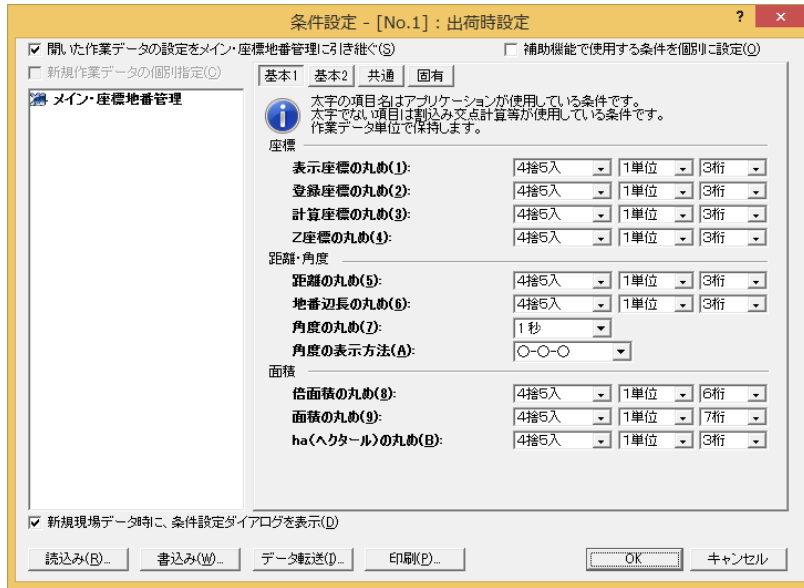 条件設定 - [No.1]：出荷時設定
?
×
開いた作業データの設定をメイン・座標地番管理に引き継ぐ(S)
補助機能で使用する条件を個別に設定(O)
新規作業データの個別指定(C)
メイン・座標地番管理
基本1 基本2 共通 固有
太字の項目名はアプリケーションが使用している条件です。
太字でない項目は割込み交点計算等が使用している条件です。
作業データ単位で保持します。
座標
表示座標の丸め(1): 4捨5入 1単位 3桁
登録座標の丸め(2): 4捨5入 1単位 3桁
計算座標の丸め(3): 4捨5入 1単位 3桁
Z座標の丸め(4): 4捨5入 1単位 3桁
距離・角度
距離の丸め(5): 4捨5入 1単位 3桁
地番辺長の丸め(6): 4捨5入 1単位 3桁
角度の丸め(7): 1秒
角度の表示方法(A): ○-○-○
面積
倍面積の丸め(8): 4捨5入 1単位 6桁
面積の丸め(9): 4捨5入 1単位 7桁
ha(ヘクタール)の丸め(B): 4捨5入 1単位 3桁
新規現場データ時に、条件設定ダイアログを表示(D)
読込み(R)... 書込み(W)... データ転送(I)... 印刷(P)... OK キャンセル